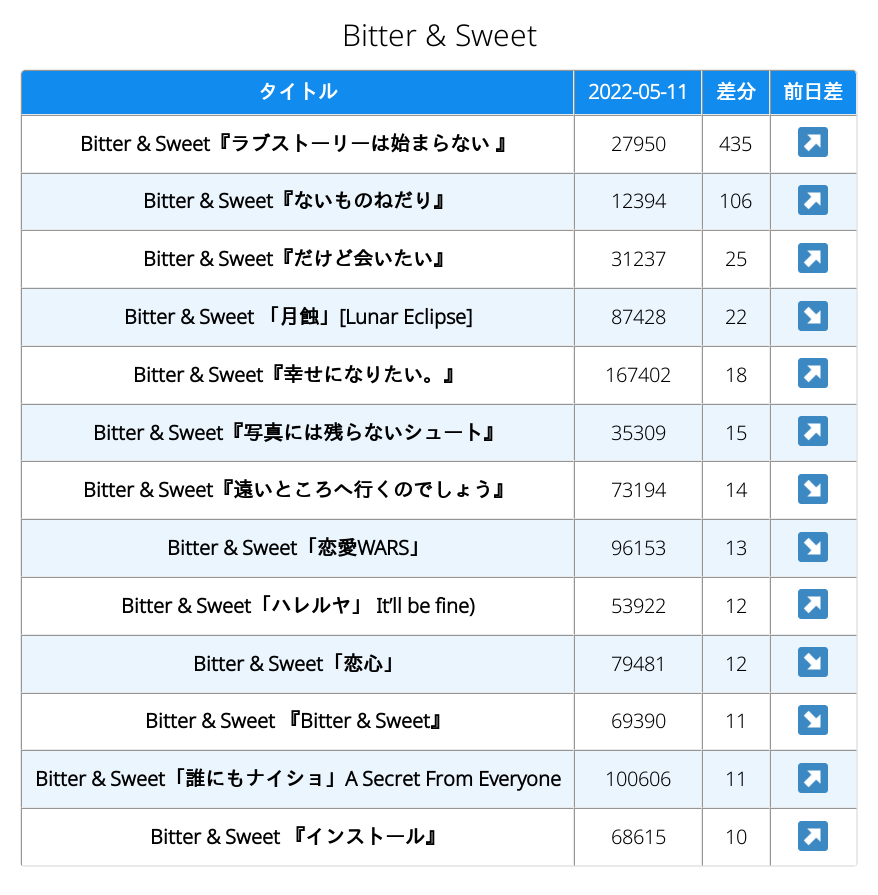 Bitter & Sweet
タイトル 2022-05-11 差分 前日差
Bitter & Sweet『ラブストーリーは始まらない 』 27950 435 ↗
Bitter & Sweet『ないものねだり』 12394 106 ↗
Bitter & Sweet『だけど会いたい』 31237 25 ↗
Bitter & Sweet 「月蝕」[Lunar Eclipse] 87428 22 ↘
Bitter & Sweet『幸せになりたい。』 167402 18 ↗
Bitter & Sweet『写真には残らないシュート』 35309 15 ↗
Bitter & Sweet『遠いところへ行くのでしょう』 73194 14 ↘
Bitter & Sweet「恋愛WARS」 96153 13 ↘
Bitter & Sweet「ハレルヤ」 It'll be fine) 53922 12 ↗
Bitter & Sweet「恋心」 79481 12 ↘
Bitter & Sweet 『Bitter & Sweet』 69390 11 ↘
Bitter & Sweet「誰にもナイショ」A Secret From Everyone 100606 11 ↗
Bitter & Sweet 『インストール』 68615 10 ↗